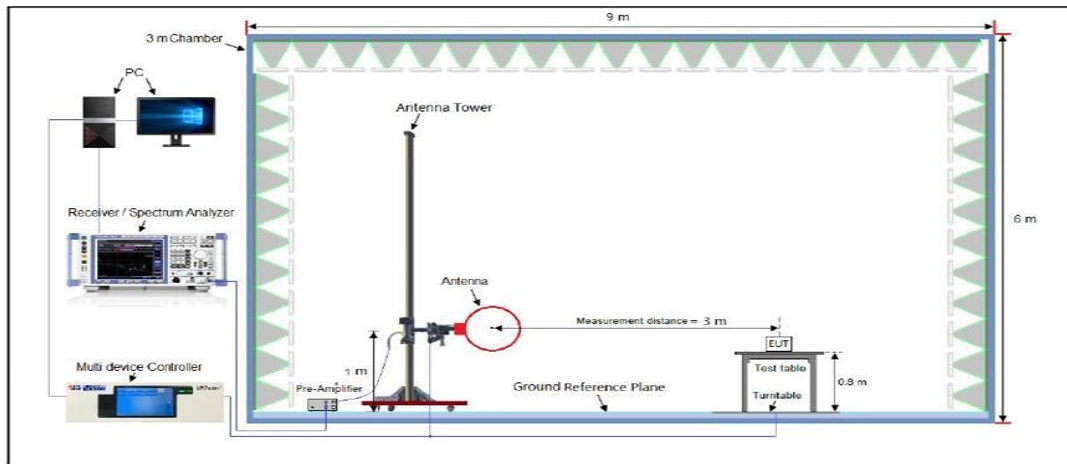 9 m
3 m Chamber
PC
Antenna Tower
Receiver / Spectrum Analyzer
6 m
Antenna
Measurement distance = 3 m
EUT
Multi device Controller
1 m
Pre-Amplifier
Ground Reference Plane
Test table
0.8 m
Turntable